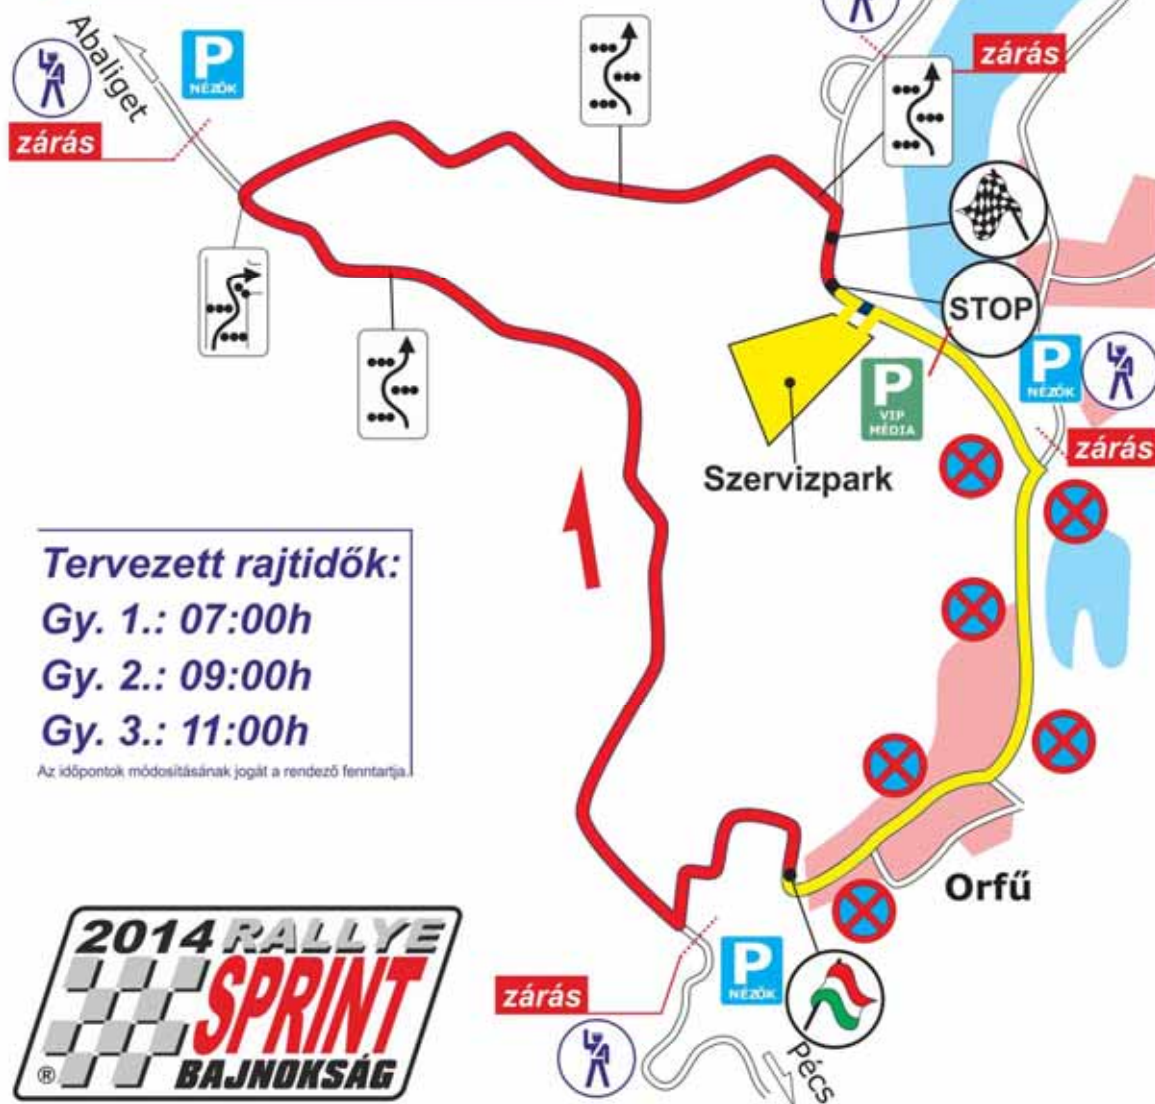 Abaliget
P
NÉZŐK
zárás
zárás
STOP
P
NÉZŐK
zárás
P
VIP
MÉDIA
Szervizpark
Tervezett rajtidők:
Gy. 1.: 07:00h
Gy. 2.: 09:00h
Gy. 3.: 11:00h
Az időpontok módosításának jogát a rendező fenntartja.
Orfű
2014 RALLYE
SPRINT
BAJNOKSÁG
®
zárás
P
NÉZŐK
Pécs